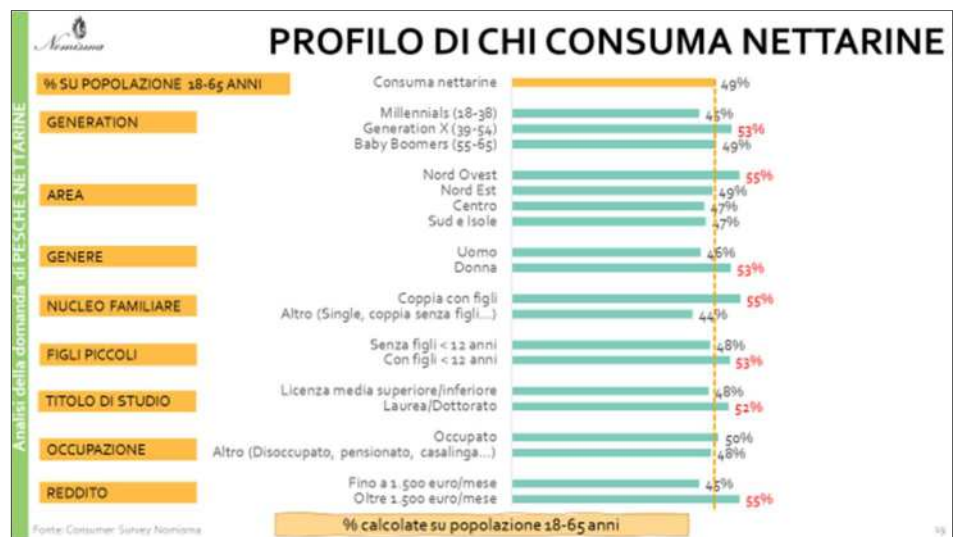 Nomisma
PROFILO DI CHI CONSUMA NETTARINE
Analisi della domanda di PESCHE NETTARINE
% SU POPOLAZIONE 18-65 ANNI
Consuma nettarine 49%
GENERATION
Millennials (18-38) 45%
Generation X (39-54) 53%
Baby Boomers (55-65) 49%
AREA
Nord Ovest 55%
Nord Est 49%
Centro 47%
Sud e Isole 47%
GENERE
Uomo 46%
Donna 53%
NUCLEO FAMILIARE
Coppia con figli 55%
Altro (Single, coppia senza figli...) 44%
FIGLI PICCOLI
Senza figli < 12 anni 48%
Con figli < 12 anni 53%
TITOLO DI STUDIO
Licenza media superiore/inferiore 48%
Laurea/Dottorato 52%
OCCUPAZIONE
Occupato 50%
Altro (Disoccupato, pensionato, casalinga...) 48%
REDDITO
Fino a 1.500 euro/mese 45%
Oltre 1.500 euro/mese 55%
% calcolate su popolazione 18-65 anni
Fonte: Consumer Survey Nomisma
19